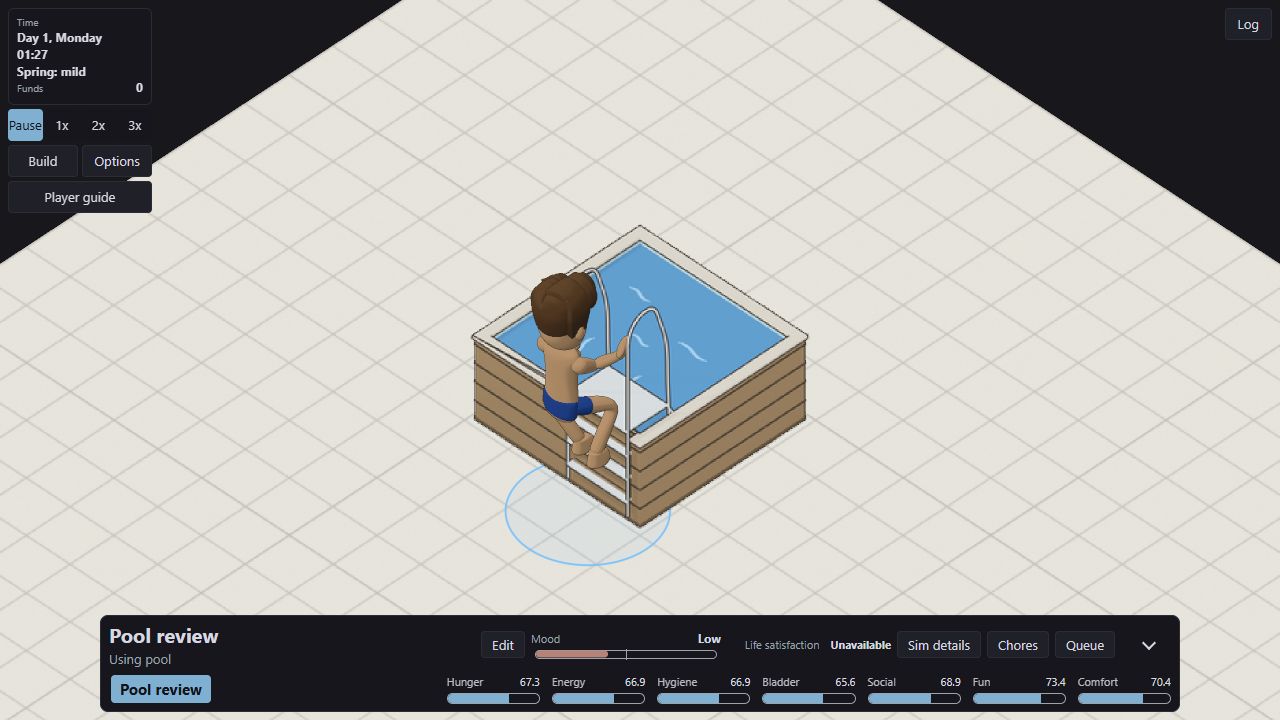 Time
Day 1, Monday
01:27
Spring: mild
Funds 0
Pause 1x 2x 3x
Build Options
Player guide
Log
Pool review
Using pool
Pool review
Edit
Mood Low
Life satisfaction Unavailable
Sim details Chores Queue
Hunger 67.3 Energy 66.9 Hygiene 66.9 Bladder 65.6 Social 68.9 Fun 73.4 Comfort 70.4